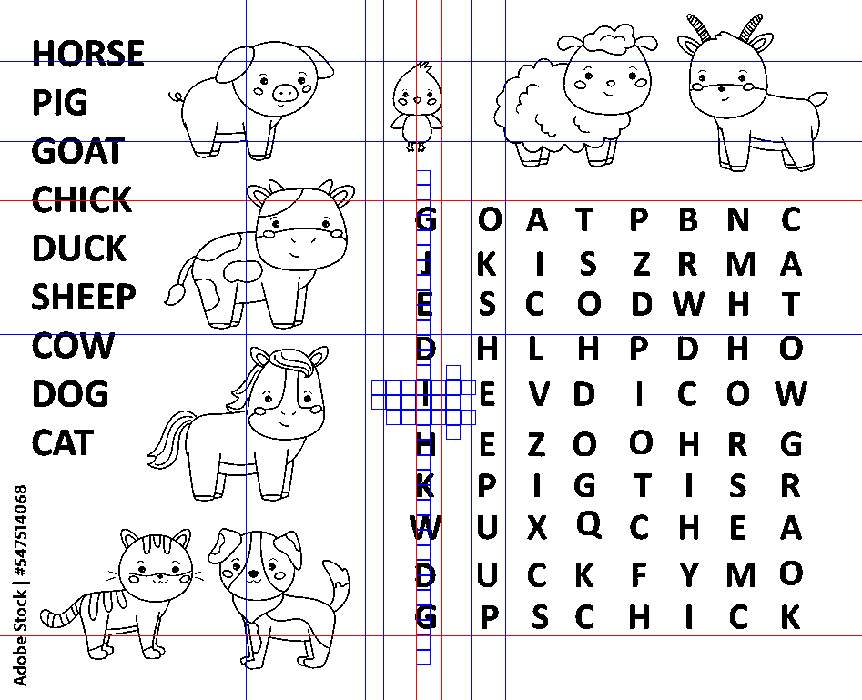 HORSE
PIG
GOAT
CHICK
DUCK
SHEEP
COW
DOG
CAT
G O A T P B N C
J K I S Z R M A
E S C O D W H T
D H L H P D H O
I E V D I C O W
H E Z O O H R G
K P I G T I S R
W U X Q C H E A
D U C K F Y M O
G P S C H I C K
Adobe Stock | #547514068